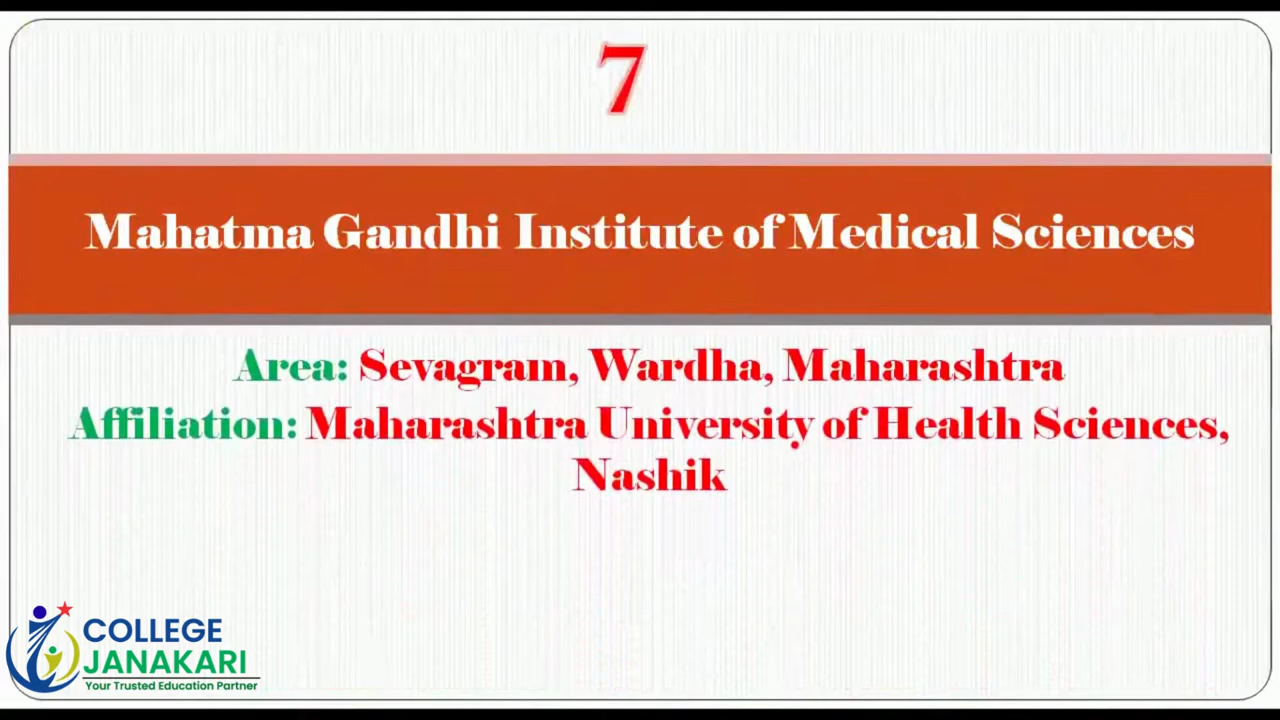 7
Mahatma Gandhi Institute of Medical Sciences
Area: Sevagram, Wardha, Maharashtra
Affiliation: Maharashtra University of Health Sciences,
Nashik
COLLEGE
JANAKARI
Your Trusted Education Partner